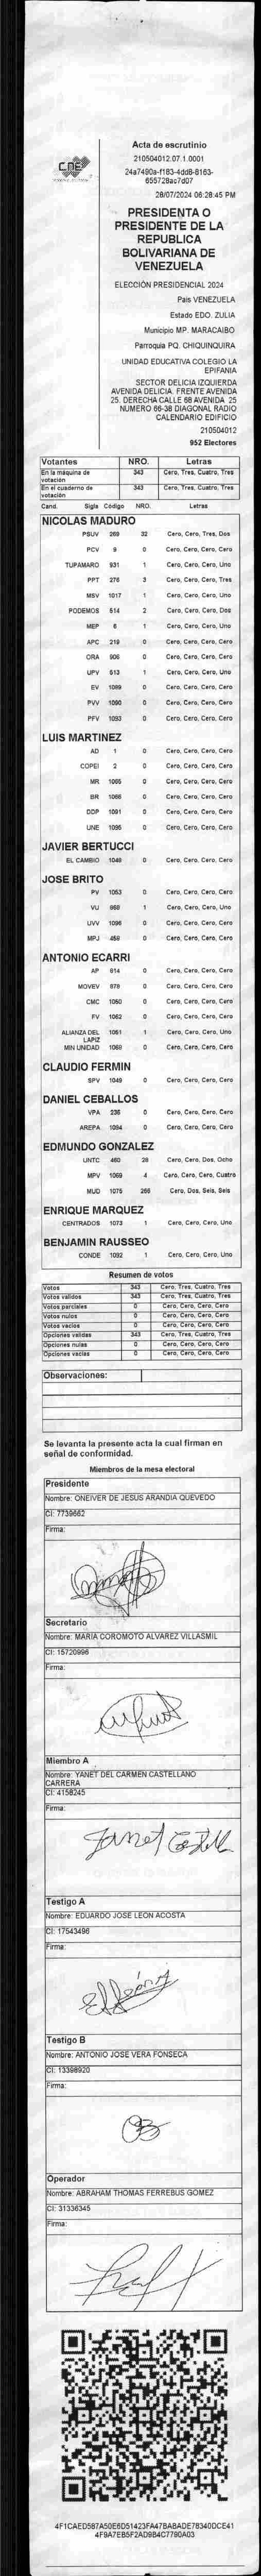 CNE
Acta de escrutinio
210504012.07.1.0001
24a7490a-f183-4dd8-8163-
655728ac7d07
28/07/2024 06:28:45 PM
PRESIDENTA O
PRESIDENTE DE LA
REPUBLICA
BOLIVARIANA DE
VENEZUELA
ELECCIÓN PRESIDENCIAL 2024
País VENEZUELA
Estado EDO. ZULIA
Municipio MP. MARACAIBO
Parroquia PQ. CHIQUINQUIRA
UNIDAD EDUCATIVA COLEGIO LA
EPIFANIA
SECTOR DELICIA IZQUIERDA
AVENIDA DELICIA. FRENTE AVENIDA
25. DERECHA CALLE 68 AVENIDA 25
NUMERO 66-38 DIAGONAL RADIO
CALENDARIO EDIFICIO
210504012
952 Electores
Votantes NRO. Letras
En la máquina de votación 343 Cero, Tres, Cuatro, Tres
En el cuaderno de votación 343 Cero, Tres, Cuatro, Tres
Cand. Sigla Código NRO. Letras
NICOLAS MADURO
PSUV 269 32 Cero, Cero, Tres, Dos
PCV 9 0 Cero, Cero, Cero, Cero
TUPAMARO 931 1 Cero, Cero, Cero, Uno
PPT 276 3 Cero, Cero, Cero, Tres
MSV 1017 1 Cero, Cero, Cero, Uno
PODEMOS 514 2 Cero, Cero, Cero, Dos
MEP 6 1 Cero, Cero, Cero, Uno
APC 219 0 Cero, Cero, Cero, Cero
ORA 906 0 Cero, Cero, Cero, Cero
UPV 513 1 Cero, Cero, Cero, Uno
EV 1089 0 Cero, Cero, Cero, Cero
PVV 1090 0 Cero, Cero, Cero, Cero
PFV 1093 0 Cero, Cero, Cero, Cero
LUIS MARTINEZ
AD 1 0 Cero, Cero, Cero, Cero
COPEI 2 0 Cero, Cero, Cero, Cero
MR 1065 0 Cero, Cero, Cero, Cero
BR 1066 0 Cero, Cero, Cero, Cero
DDP 1091 0 Cero, Cero, Cero, Cero
UNE 1095 0 Cero, Cero, Cero, Cero
JAVIER BERTUCCI
EL CAMBIO 1048 0 Cero, Cero, Cero, Cero
JOSE BRITO
PV 1053 0 Cero, Cero, Cero, Cero
VU 968 1 Cero, Cero, Cero, Uno
UVV 1096 0 Cero, Cero, Cero, Cero
MPJ 459 0 Cero, Cero, Cero, Cero
ANTONIO ECARRI
AP 914 0 Cero, Cero, Cero, Cero
MOVEV 978 0 Cero, Cero, Cero, Cero
CMC 1050 0 Cero, Cero, Cero, Cero
FV 1062 0 Cero, Cero, Cero, Cero
ALIANZA DEL LAPIZ 1051 1 Cero, Cero, Cero, Uno
MIN UNIDAD 1069 0 Cero, Cero, Cero, Cero
CLAUDIO FERMIN
SPV 1049 0 Cero, Cero, Cero, Cero
DANIEL CEBALLOS
VPA 236 0 Cero, Cero, Cero, Cero
AREPA 1094 0 Cero, Cero, Cero, Cero
EDMUNDO GONZALEZ
UNTC 460 28 Cero, Cero, Dos, Ocho
MPV 1069 4 Cero, Cero, Cero, Cuatro
MUD 1075 266 Cero, Dos, Seis, Seis
ENRIQUE MARQUEZ
CENTRADOS 1073 1 Cero, Cero, Cero, Uno
BENJAMIN RAUSSEO
CONDE 1092 1 Cero, Cero, Cero, Uno
Resumen de votos
Votos 343 Cero, Tres, Cuatro, Tres
Votos validos 343 Cero, Tres, Cuatro, Tres
Votos parciales 0 Cero, Cero, Cero, Cero
Votos nulos 0 Cero, Cero, Cero, Cero
Votos vacíos 0 Cero, Cero, Cero, Cero
Opciones validas 343 Cero, Tres, Cuatro, Tres
Opciones nulas 0 Cero, Cero, Cero, Cero
Opciones vacías 0 Cero, Cero, Cero, Cero
Observaciones:
Se levanta la presente acta la cual firman en
señal de conformidad.
Miembros de la mesa electoral
Presidente
Nombre: ONEIVER DE JESUS ARANDIA QUEVEDO
CI: 7739662
Firma:
Secretario
Nombre: MARIA COROMOTO ALVAREZ VILLASMIL
CI: 15720996
Firma:
Miembro A
Nombre: YANET DEL CARMEN CASTELLANO
CARRERA
CI: 4158245
Firma:
Testigo A
Nombre: EDUARDO JOSE LEON ACOSTA
CI: 17543496
Firma:
Testigo B
Nombre: ANTONIO JOSE VERA FONSECA
CI: 13398920
Firma:
Operador
Nombre: ABRAHAM THOMAS FERREBUS GOMEZ
CI: 31336345
Firma:
4F1CAED587A50E6D51423FA47BABADE78340DCE41
4F9A7EB5F2AD9B4C7790A03